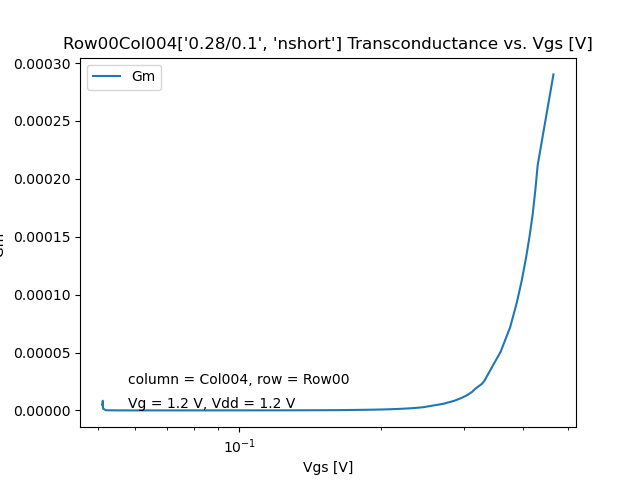 Row00Col004['0.28/0.1', 'nshort'] Transconductance vs. Vgs [V]
0.00030
Gm
0.00025
0.00020
0.00015
0.00010
0.00005
column = Col004, row = Row00
Vg = 1.2 V, Vdd = 1.2 V
0.00000
10⁻¹
Vgs [V]